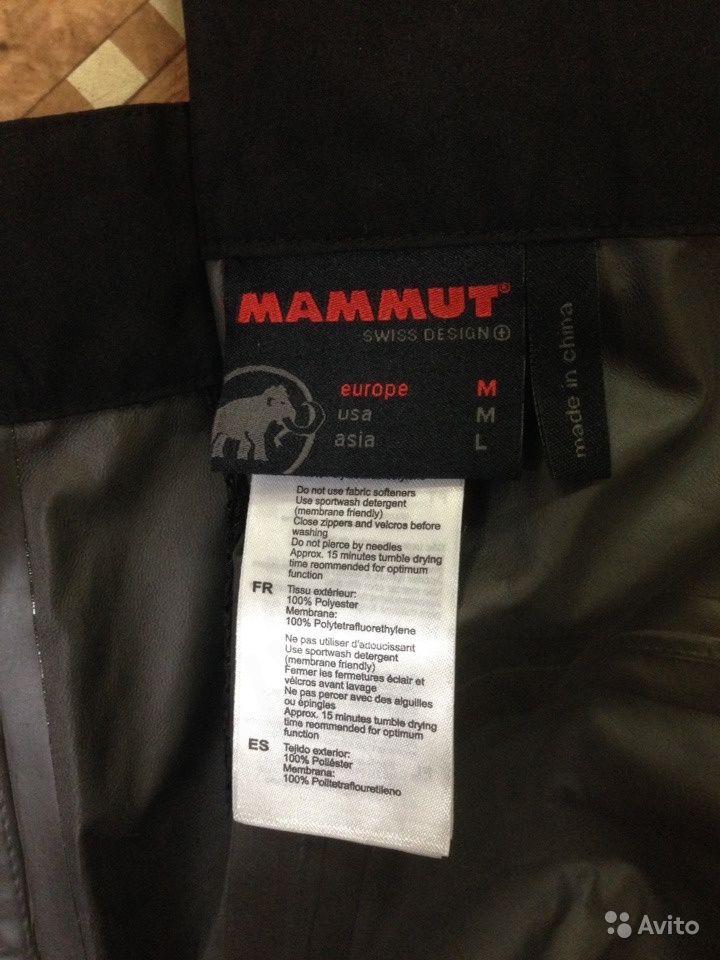 MAMMUT®
SWISS DESIGN
europe M
usa M
asia L
made in china
Do not use fabric softeners
Use sportwash detergent
(membrane friendly)
Close zippers and velcros before
washing
Do not pierce by needles
Approx. 15 minutes tumble drying
time reommended for optimum
function
FR Tissu extérieur:
100% Polyester
Membrane:
100% Polytetrafluorethylene
Ne pas utiliser d'adoucissant
Use sportwash detergent
(membrane friendly)
Fermer les fermetures éclair et
vélcros avant lavage
Ne pas percer avec des aiguilles
ou épingles
Approx. 15 minutes tumble drying
time reommended for optimum
function
ES Tejido exterior:
100% Poliéster
Membrana:
100% Politetraflouretileno
Avito